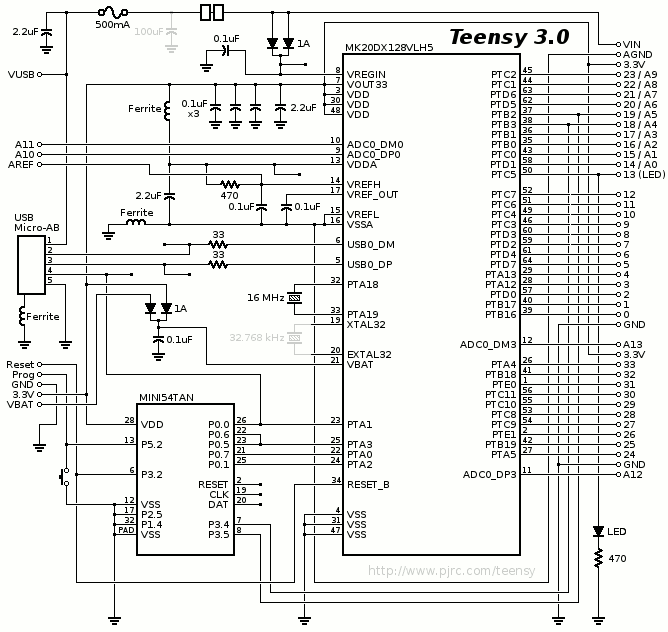 2.2uF
500mA
100uF
0.1uF
1A
Teensy 3.0
MK20DX128VLH5
VIN
AGND
3.3V
VUSB
8 VREGIN
7 VOUT33
3 VDD
30 VDD
48 VDD
PTC2 45 23 / A9
PTC1 44 22 / A8
PTD6 63 21 / A7
PTD5 62 20 / A6
PTB2 37 19 / A5
PTB3 38 18 / A4
PTB1 36 17 / A3
PTB0 35 16 / A2
PTC0 43 15 / A1
PTD1 58 14 / A0
PTC5 50 13 (LED)
Ferrite
0.1uF
x3
2.2uF
A11
A10
AREF
10 ADC0_DM0
9 ADC0_DP0
13 VDDA
14 VREFH
17 VREF_OUT
470
2.2uF
0.1uF
0.1uF
Ferrite
15 VREFL
16 VSSA
PTC7 52 12
PTC6 51 11
PTC4 49 10
PTC3 46 9
PTD3 60 8
PTD2 59 7
PTD4 61 6
PTD7 64 5
PTA13 29 4
PTA12 28 3
PTD0 57 2
PTB17 40 1
PTB16 39 0
GND
USB
Micro-AB
1
2
3
4
5
33
33
6 USB0_DM
5 USB0_DP
Ferrite
1A
0.1uF
32 PTA18
16 MHz
33 PTA19
19 XTAL32
32.768 kHz
20 EXTAL32
21 VBAT
ADC0_DM3 12 A13
3.3V
PTA4 26 33
PTB18 41 32
PTE0 1 31
PTC11 56 30
PTC10 55 29
PTC8 53 28
PTC9 54 27
PTE1 2 26
PTB19 42 25
PTA5 27 24
GND
ADC0_DP3 11 A12
Reset
Prog
GND
3.3V
VBAT
MINI54TAN
28 VDD
13 P5.2
6 P3.2
12 VSS
17 P2.5
32 P1.4
PAD VSS
P0.0 26
P0.6 22
P0.5 23
P0.7 21
P0.1 25
RESET 2
CLK 19
DAT 20
P3.4 7
P3.5 8
23 PTA1
25 PTA3
22 PTA0
24 PTA2
34 RESET_B
4 VSS
31 VSS
47 VSS
LED
470
http://www.pjrc.com/teensy